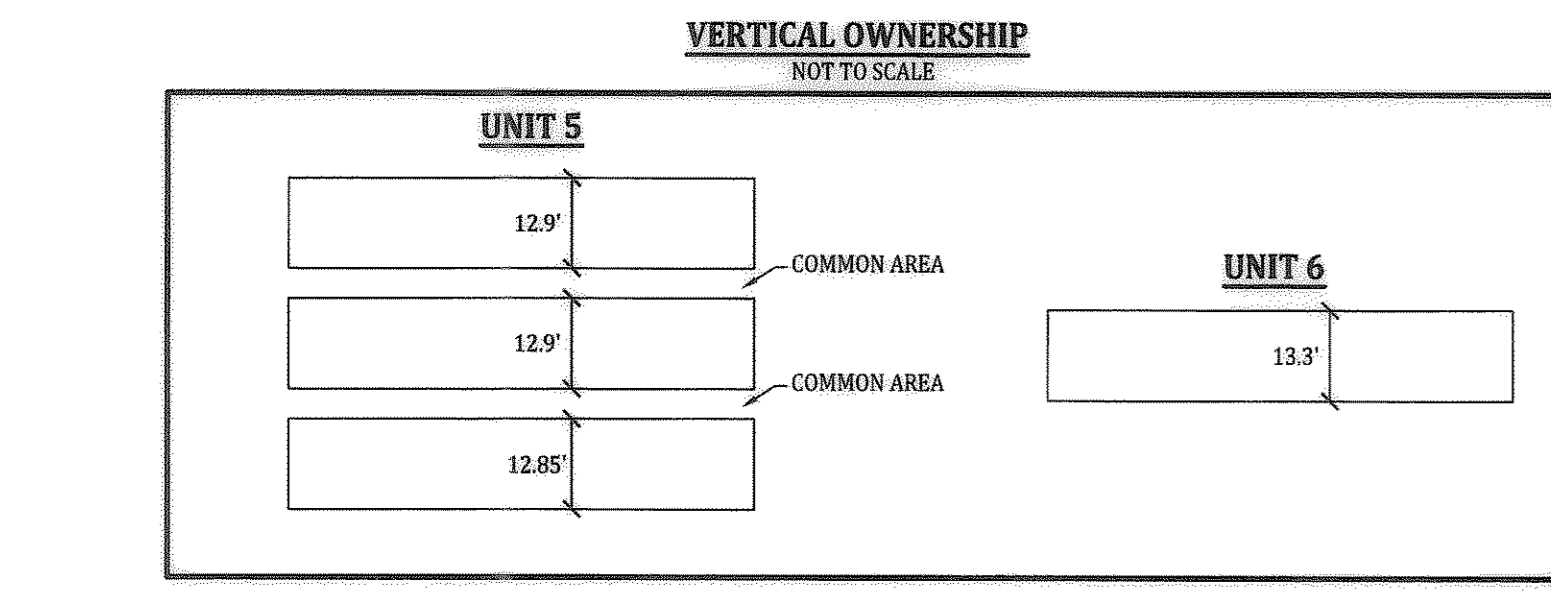 VERTICAL OWNERSHIP
NOT TO SCALE
UNIT 5
12.9'
COMMON AREA
12.9'
COMMON AREA
12.85'
UNIT 6
13.3'